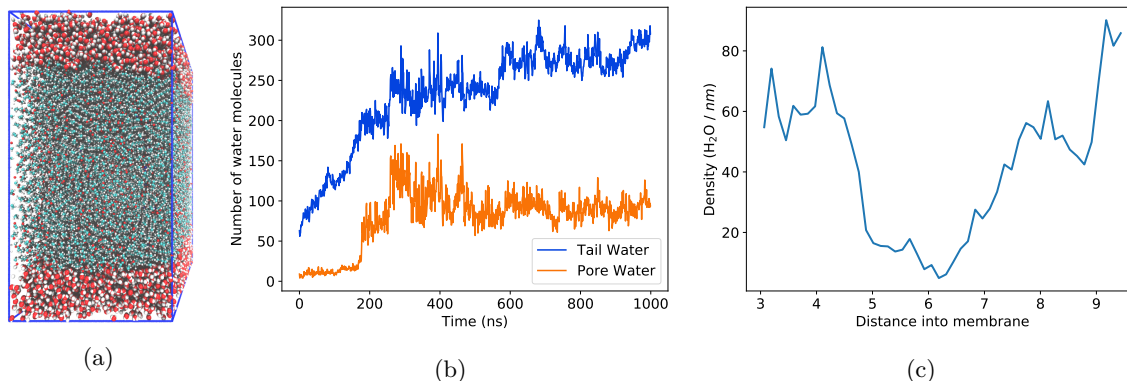 300
250
200
150
100
50
0
Number of water molecules
Tail Water
Pore Water
0
200
400
600
800
1000
Time (ns)
80
60
40
20
Density (H₂O / nm)
3
4
5
6
7
8
9
Distance into membrane
(a)
(b)
(c)